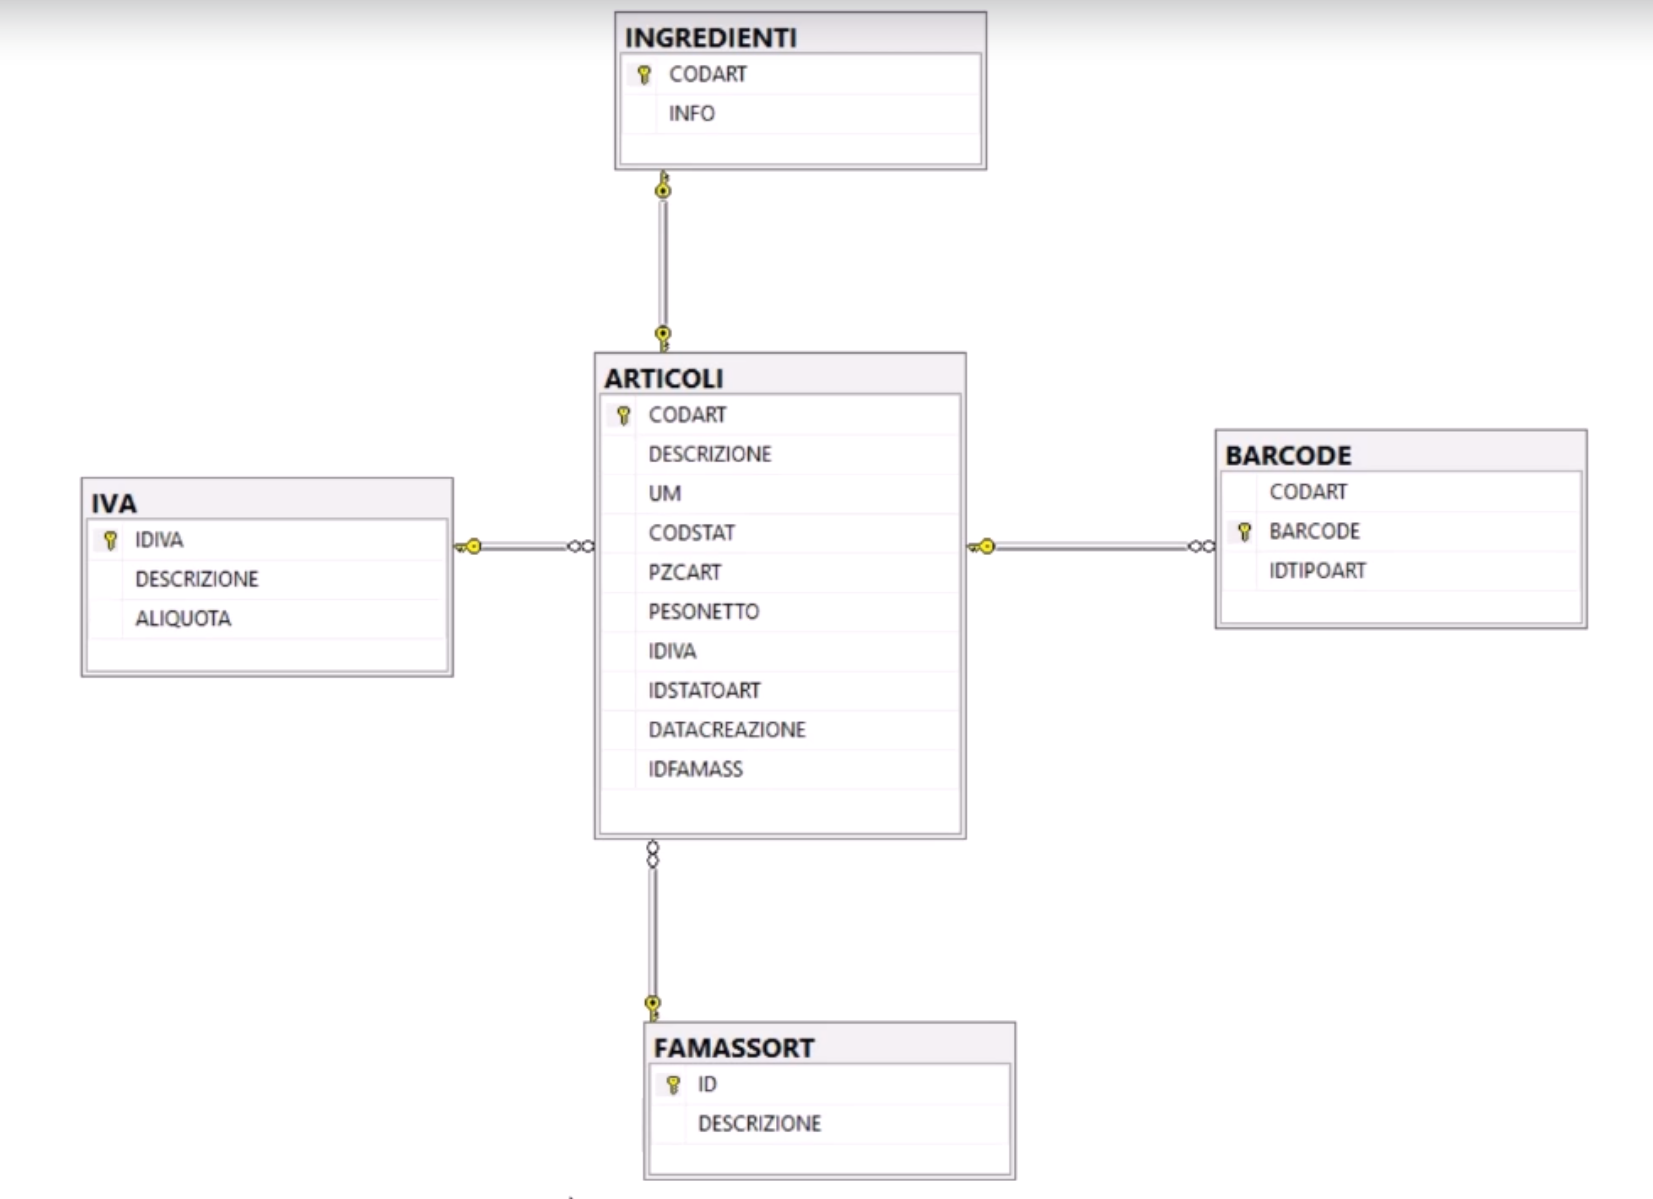 INGREDIENTI
CODART
INFO
ARTICOLI
CODART
DESCRIZIONE
UM
CODSTAT
PZCART
PESONETTO
IDIVA
IDSTATOART
DATACREAZIONE
IDFAMASS
IVA
IDIVA
DESCRIZIONE
ALIQUOTA
BARCODE
CODART
BARCODE
IDTIPOART
FAMASSORT
ID
DESCRIZIONE